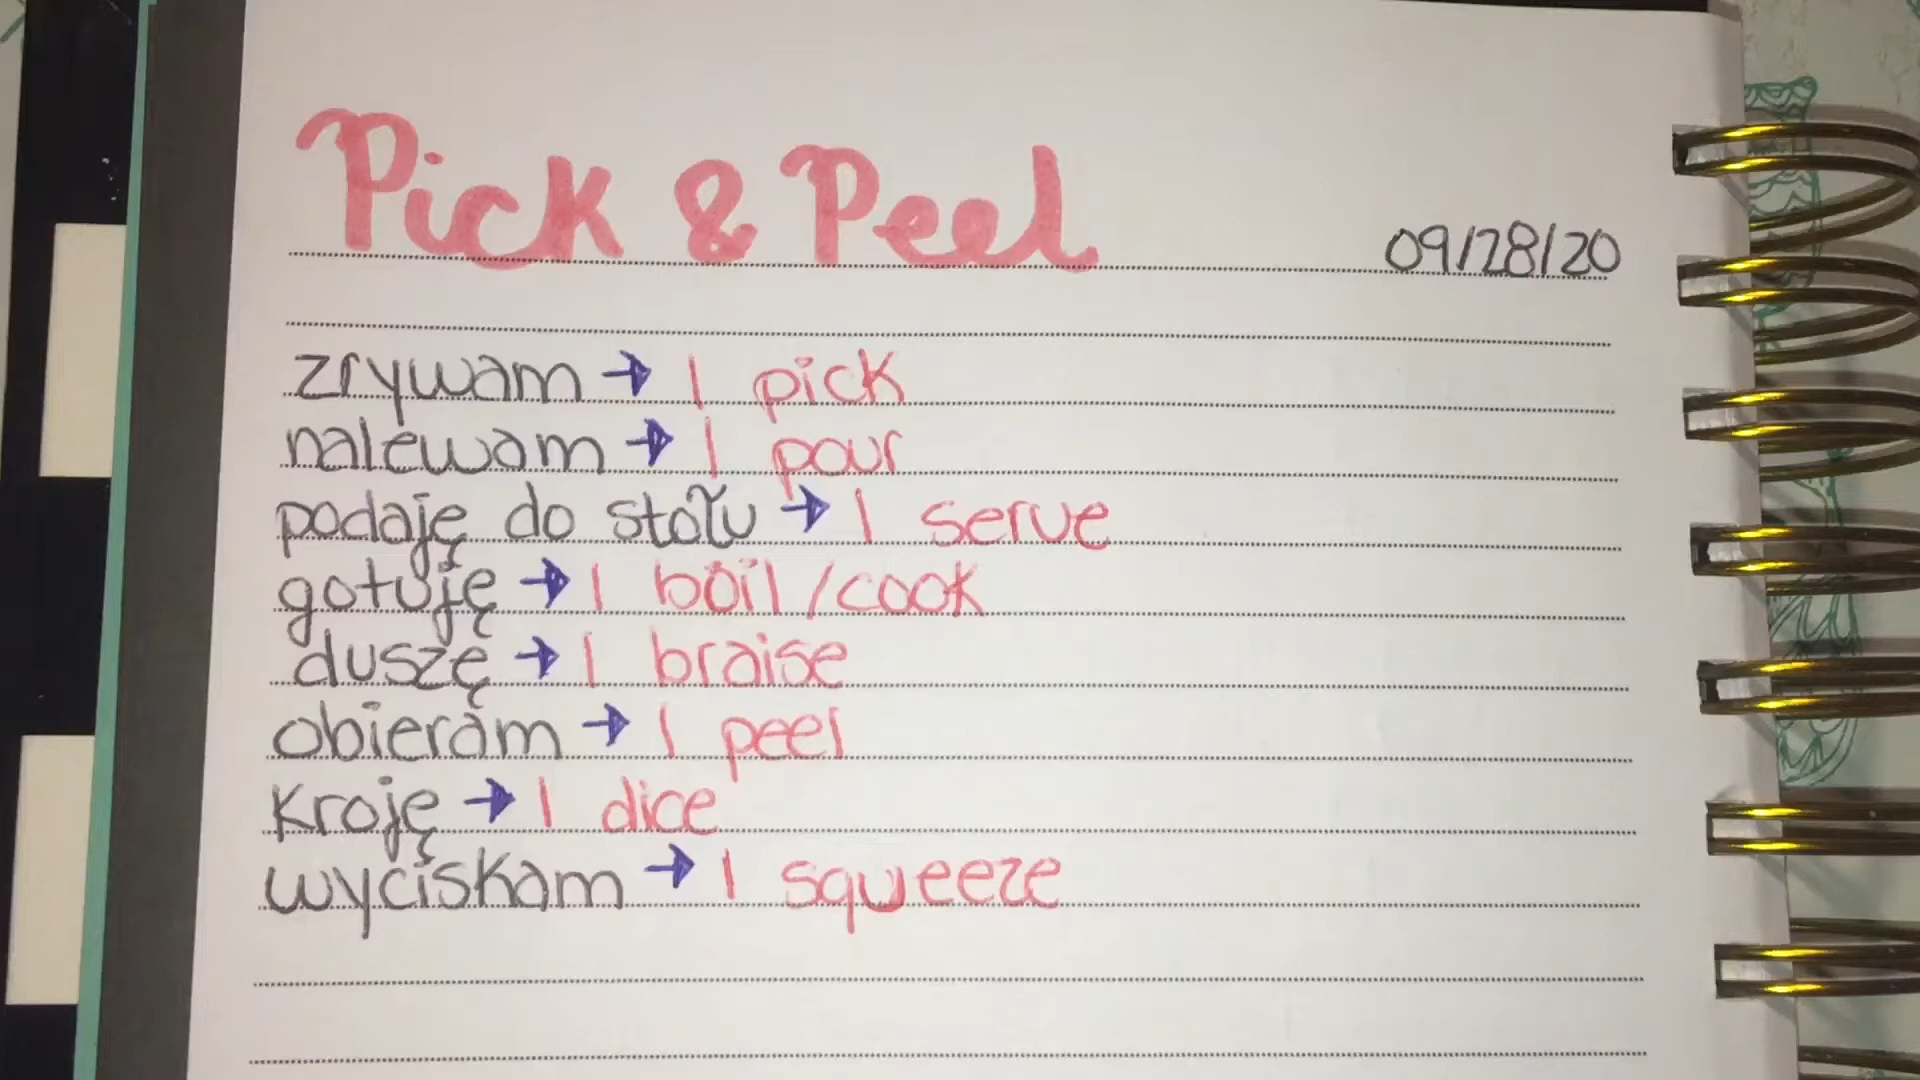 Pick & Peel
09/28/20
zrywam → I pick
nalewam → I pour
podaję do stołu → I serve
gotuję → I boil/cook
duszę → I braise
obieram → I peel
kroję → I dice
wyciskam → I squeeze